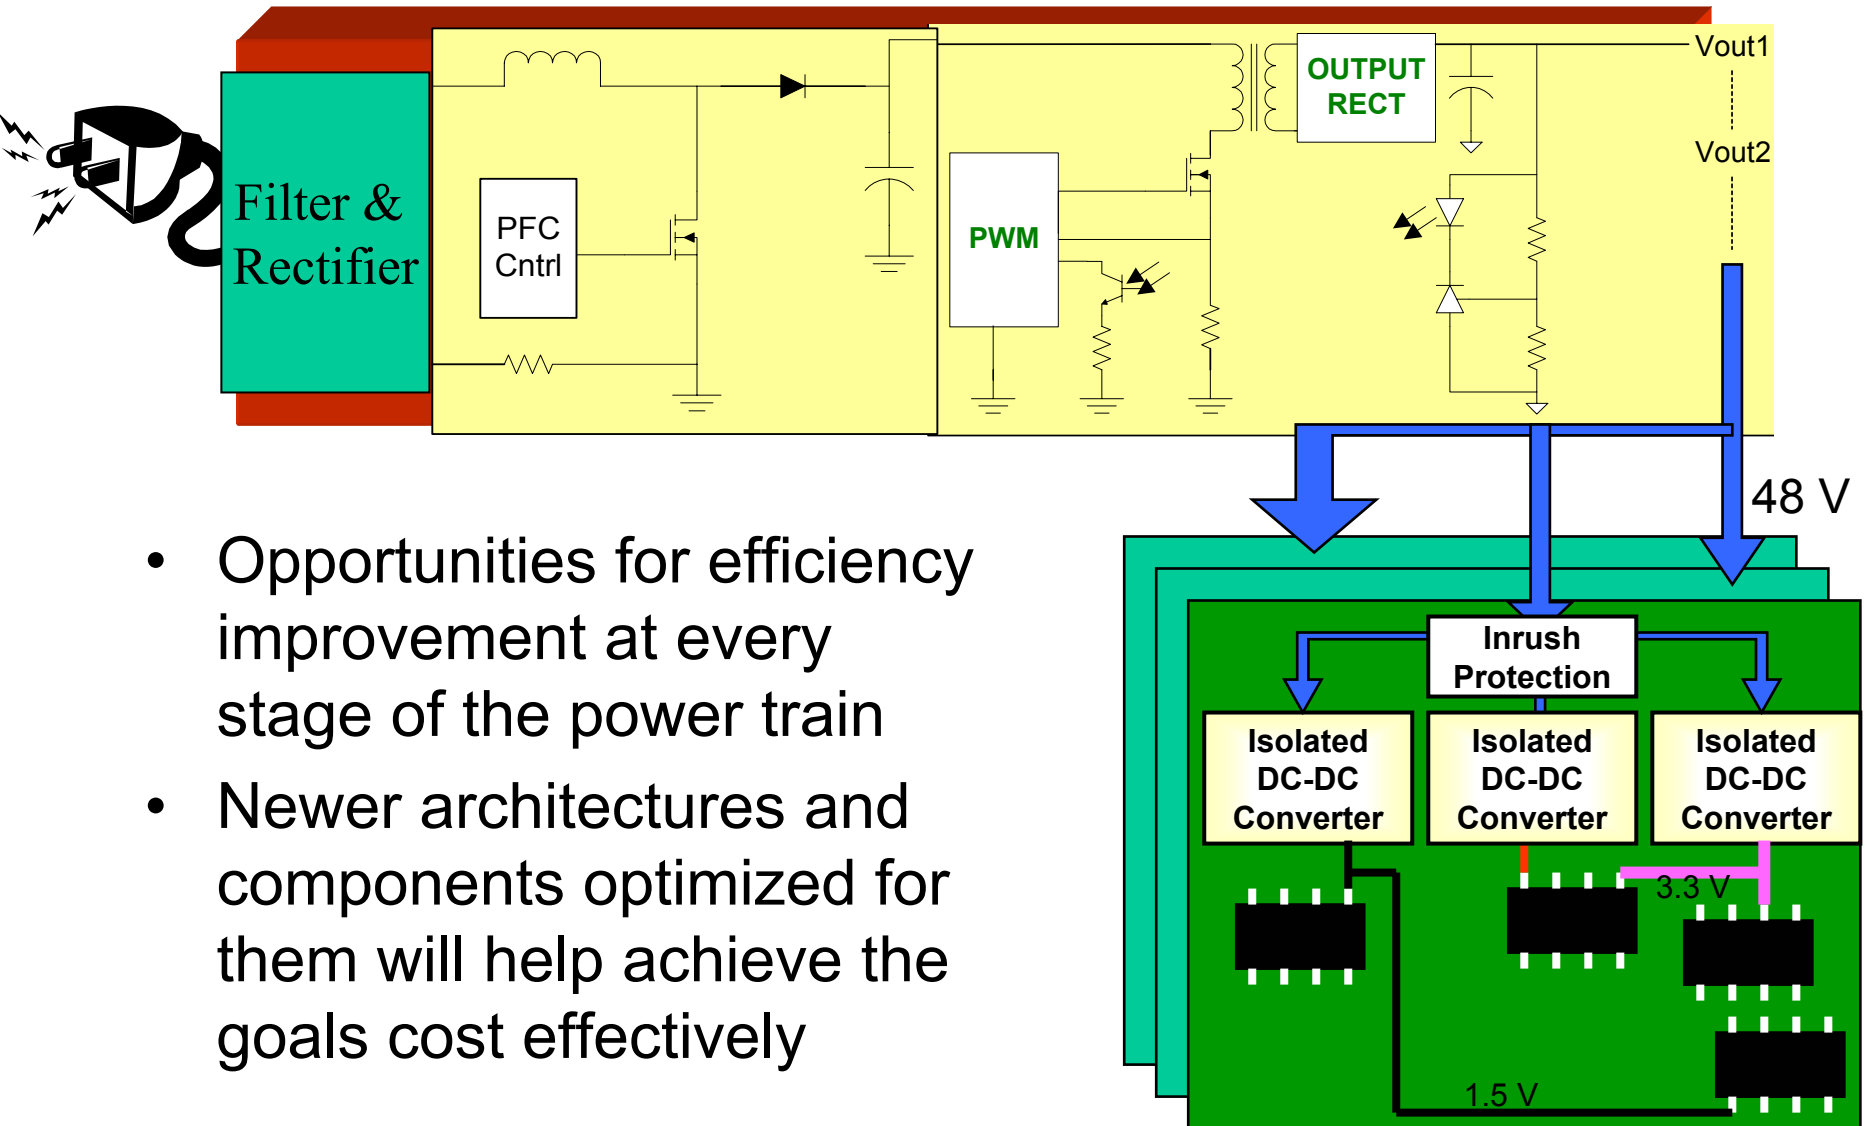 Filter &
Rectifier
PFC
Cntrl
PWM
OUTPUT
RECT
Vout1
Vout2
48 V
• Opportunities for efficiency
improvement at every
stage of the power train
• Newer architectures and
components optimized for
them will help achieve the
goals cost effectively
Inrush
Protection
Isolated
DC-DC
Converter
Isolated
DC-DC
Converter
Isolated
DC-DC
Converter
3.3 V
1.5 V